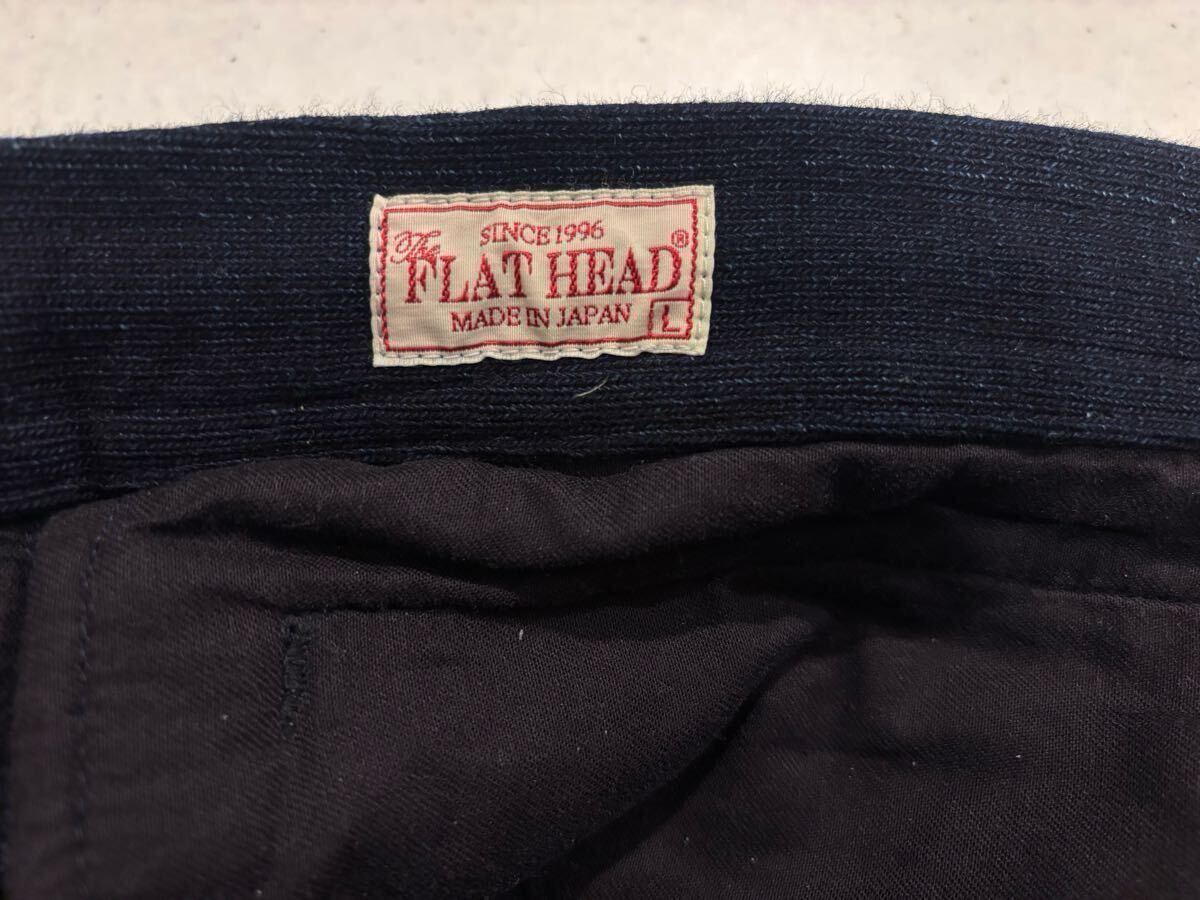 SINCE 1996
The FLAT HEAD®
MADE IN JAPAN L